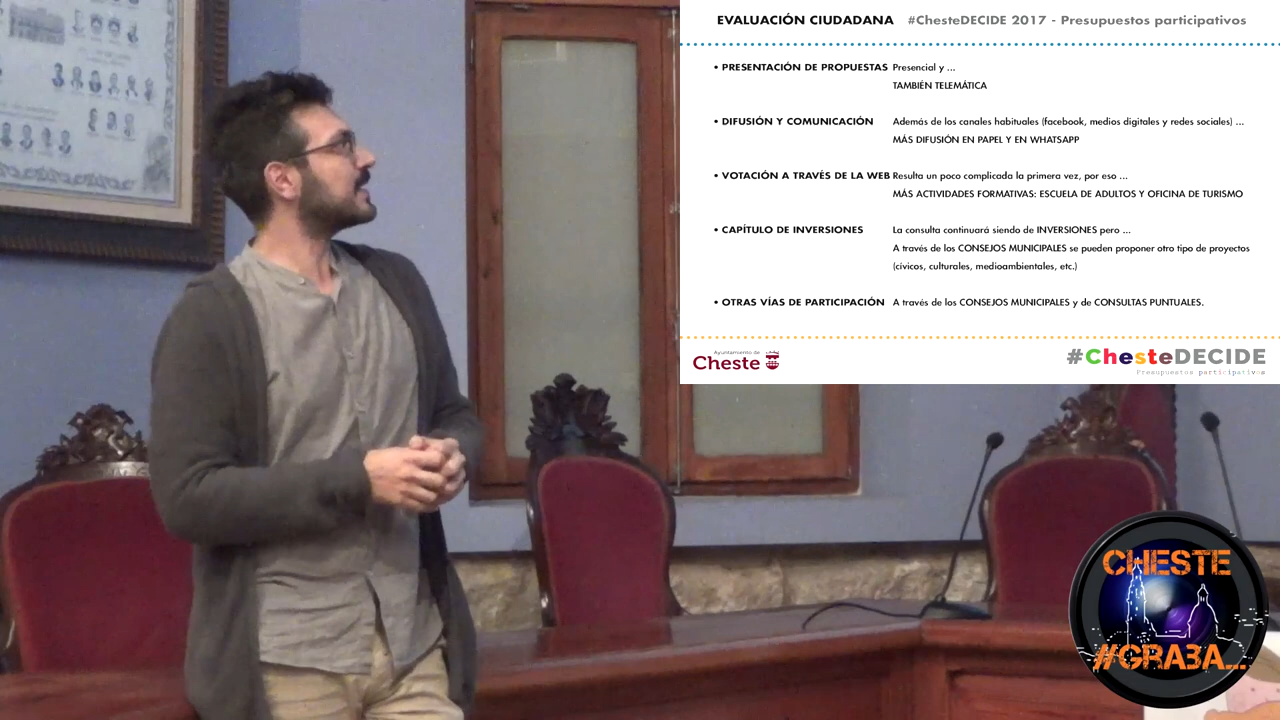 EVALUACIÓN CIUDADANA #ChesteDECIDE 2017 - Presupuestos participativos
• PRESENTACIÓN DE PROPUESTAS Presencial y ...
TAMBIÉN TELEMÁTICA
• DIFUSIÓN Y COMUNICACIÓN Además de los canales habituales (facebook, medios digitales y redes sociales) ...
MÁS DIFUSIÓN EN PAPEL Y EN WHATSAPP
• VOTACIÓN A TRAVÉS DE LA WEB Resulta un poco complicada la primera vez, por eso ...
MÁS ACTIVIDADES FORMATIVAS: ESCUELA DE ADULTOS Y OFICINA DE TURISMO
• CAPÍTULO DE INVERSIONES La consulta continuará siendo de INVERSIONES pero ...
A través de los CONSEJOS MUNICIPALES se pueden proponer otro tipo de proyectos
(cívicos, culturales, medioambientales, etc.)
• OTRAS VÍAS DE PARTICIPACIÓN A través de los CONSEJOS MUNICIPALES y de CONSULTAS PUNTUALES.
Ayuntamiento de
Cheste
#ChesteDECIDE
Presupuestos participativos
CHESTE
#GRABA...